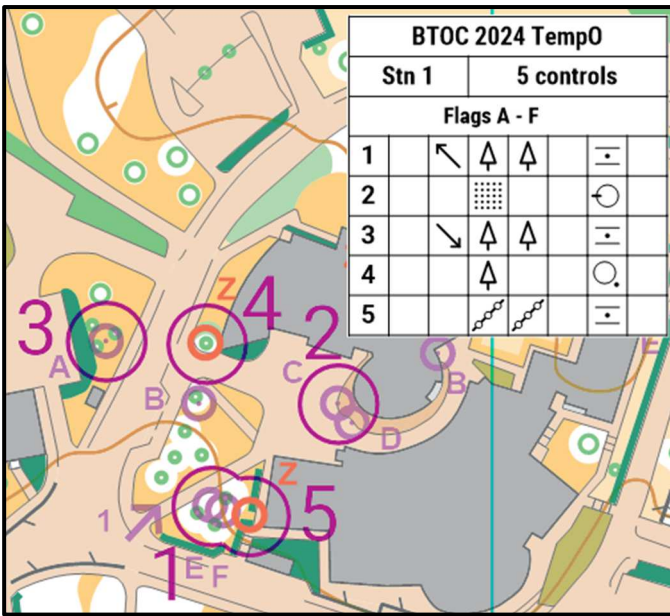 BTOC 2024 TempO
Stn 1 5 controls
Flags A - F
1
2
3
4
5
Z
3 4 2
A C B E
B D
Z
5
1
1 E F